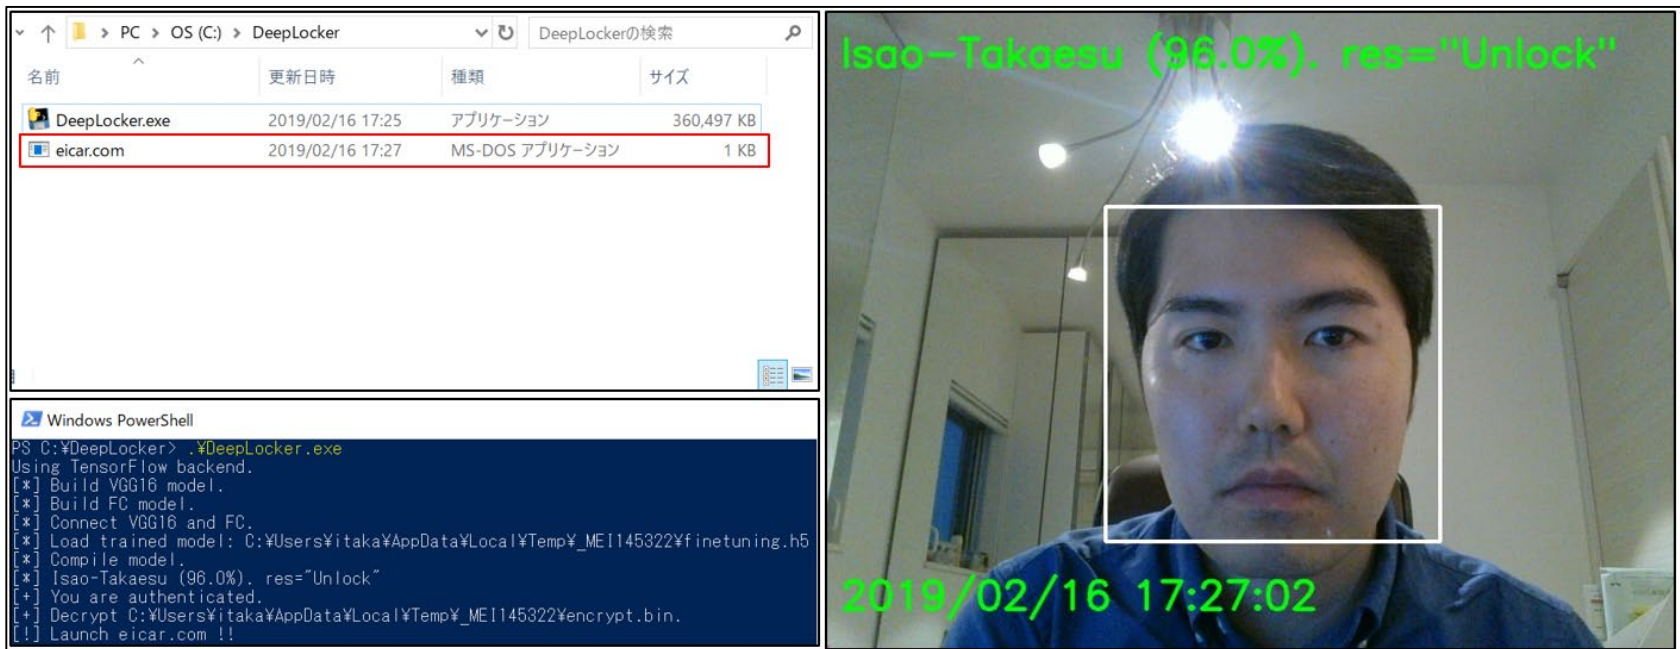 PC > OS (C:) > DeepLocker
DeepLockerの検索
名前 更新日時 種類 サイズ
DeepLocker.exe 2019/02/16 17:25 アプリケーション 360,497 KB
eicar.com 2019/02/16 17:27 MS-DOS アプリケーション 1 KB
Windows PowerShell
PS C:¥DeepLocker> .¥DeepLocker.exe
Using TensorFlow backend.
[*] Build VGG16 model.
[*] Build FC model.
[*] Connect VGG16 and FC.
[*] Load trained model: C:¥Users¥itaka¥AppData¥Local¥Temp¥_MEI145322¥finetuning.h5
[*] Compile model.
[*] Isao-Takaesu (96.0%). res="Unlock"
[+] You are authenticated.
[+] Decrypt C:¥Users¥itaka¥AppData¥Local¥Temp¥_MEI145322¥encrypt.bin.
[!] Launch eicar.com !!
Isao-Takaesu (96.0%). res="Unlock"
2019/02/16 17:27:02